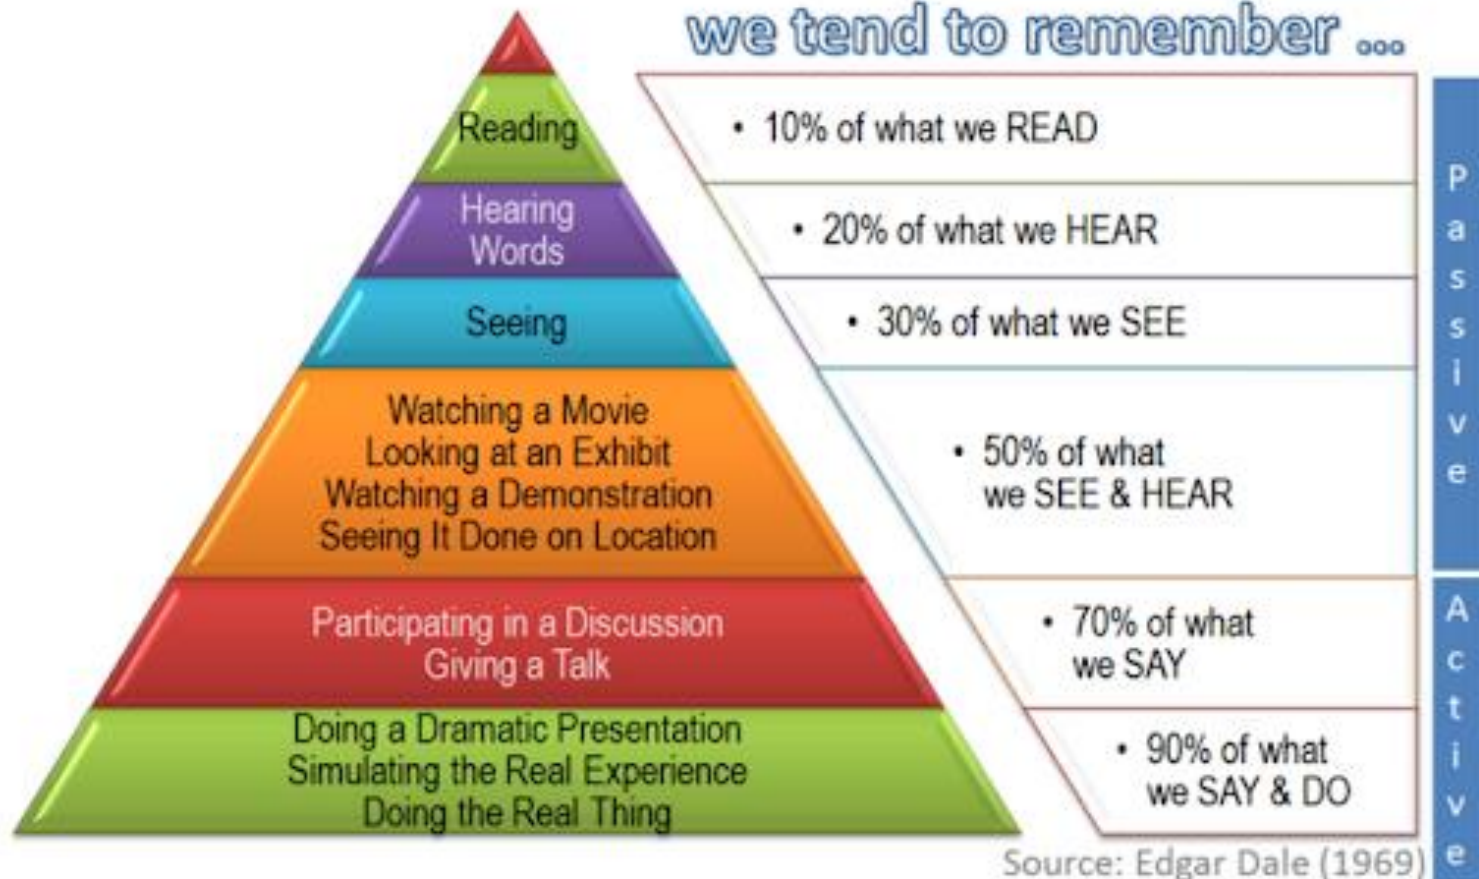 we tend to remember ...
Reading
• 10% of what we READ
Hearing
Words
• 20% of what we HEAR
Seeing
• 30% of what we SEE
Watching a Movie
Looking at an Exhibit
Watching a Demonstration
Seeing It Done on Location
• 50% of what
we SEE & HEAR
Participating in a Discussion
Giving a Talk
• 70% of what
we SAY
Doing a Dramatic Presentation
Simulating the Real Experience
Doing the Real Thing
• 90% of what
we SAY & DO
Passive
Active
Source: Edgar Dale (1969)